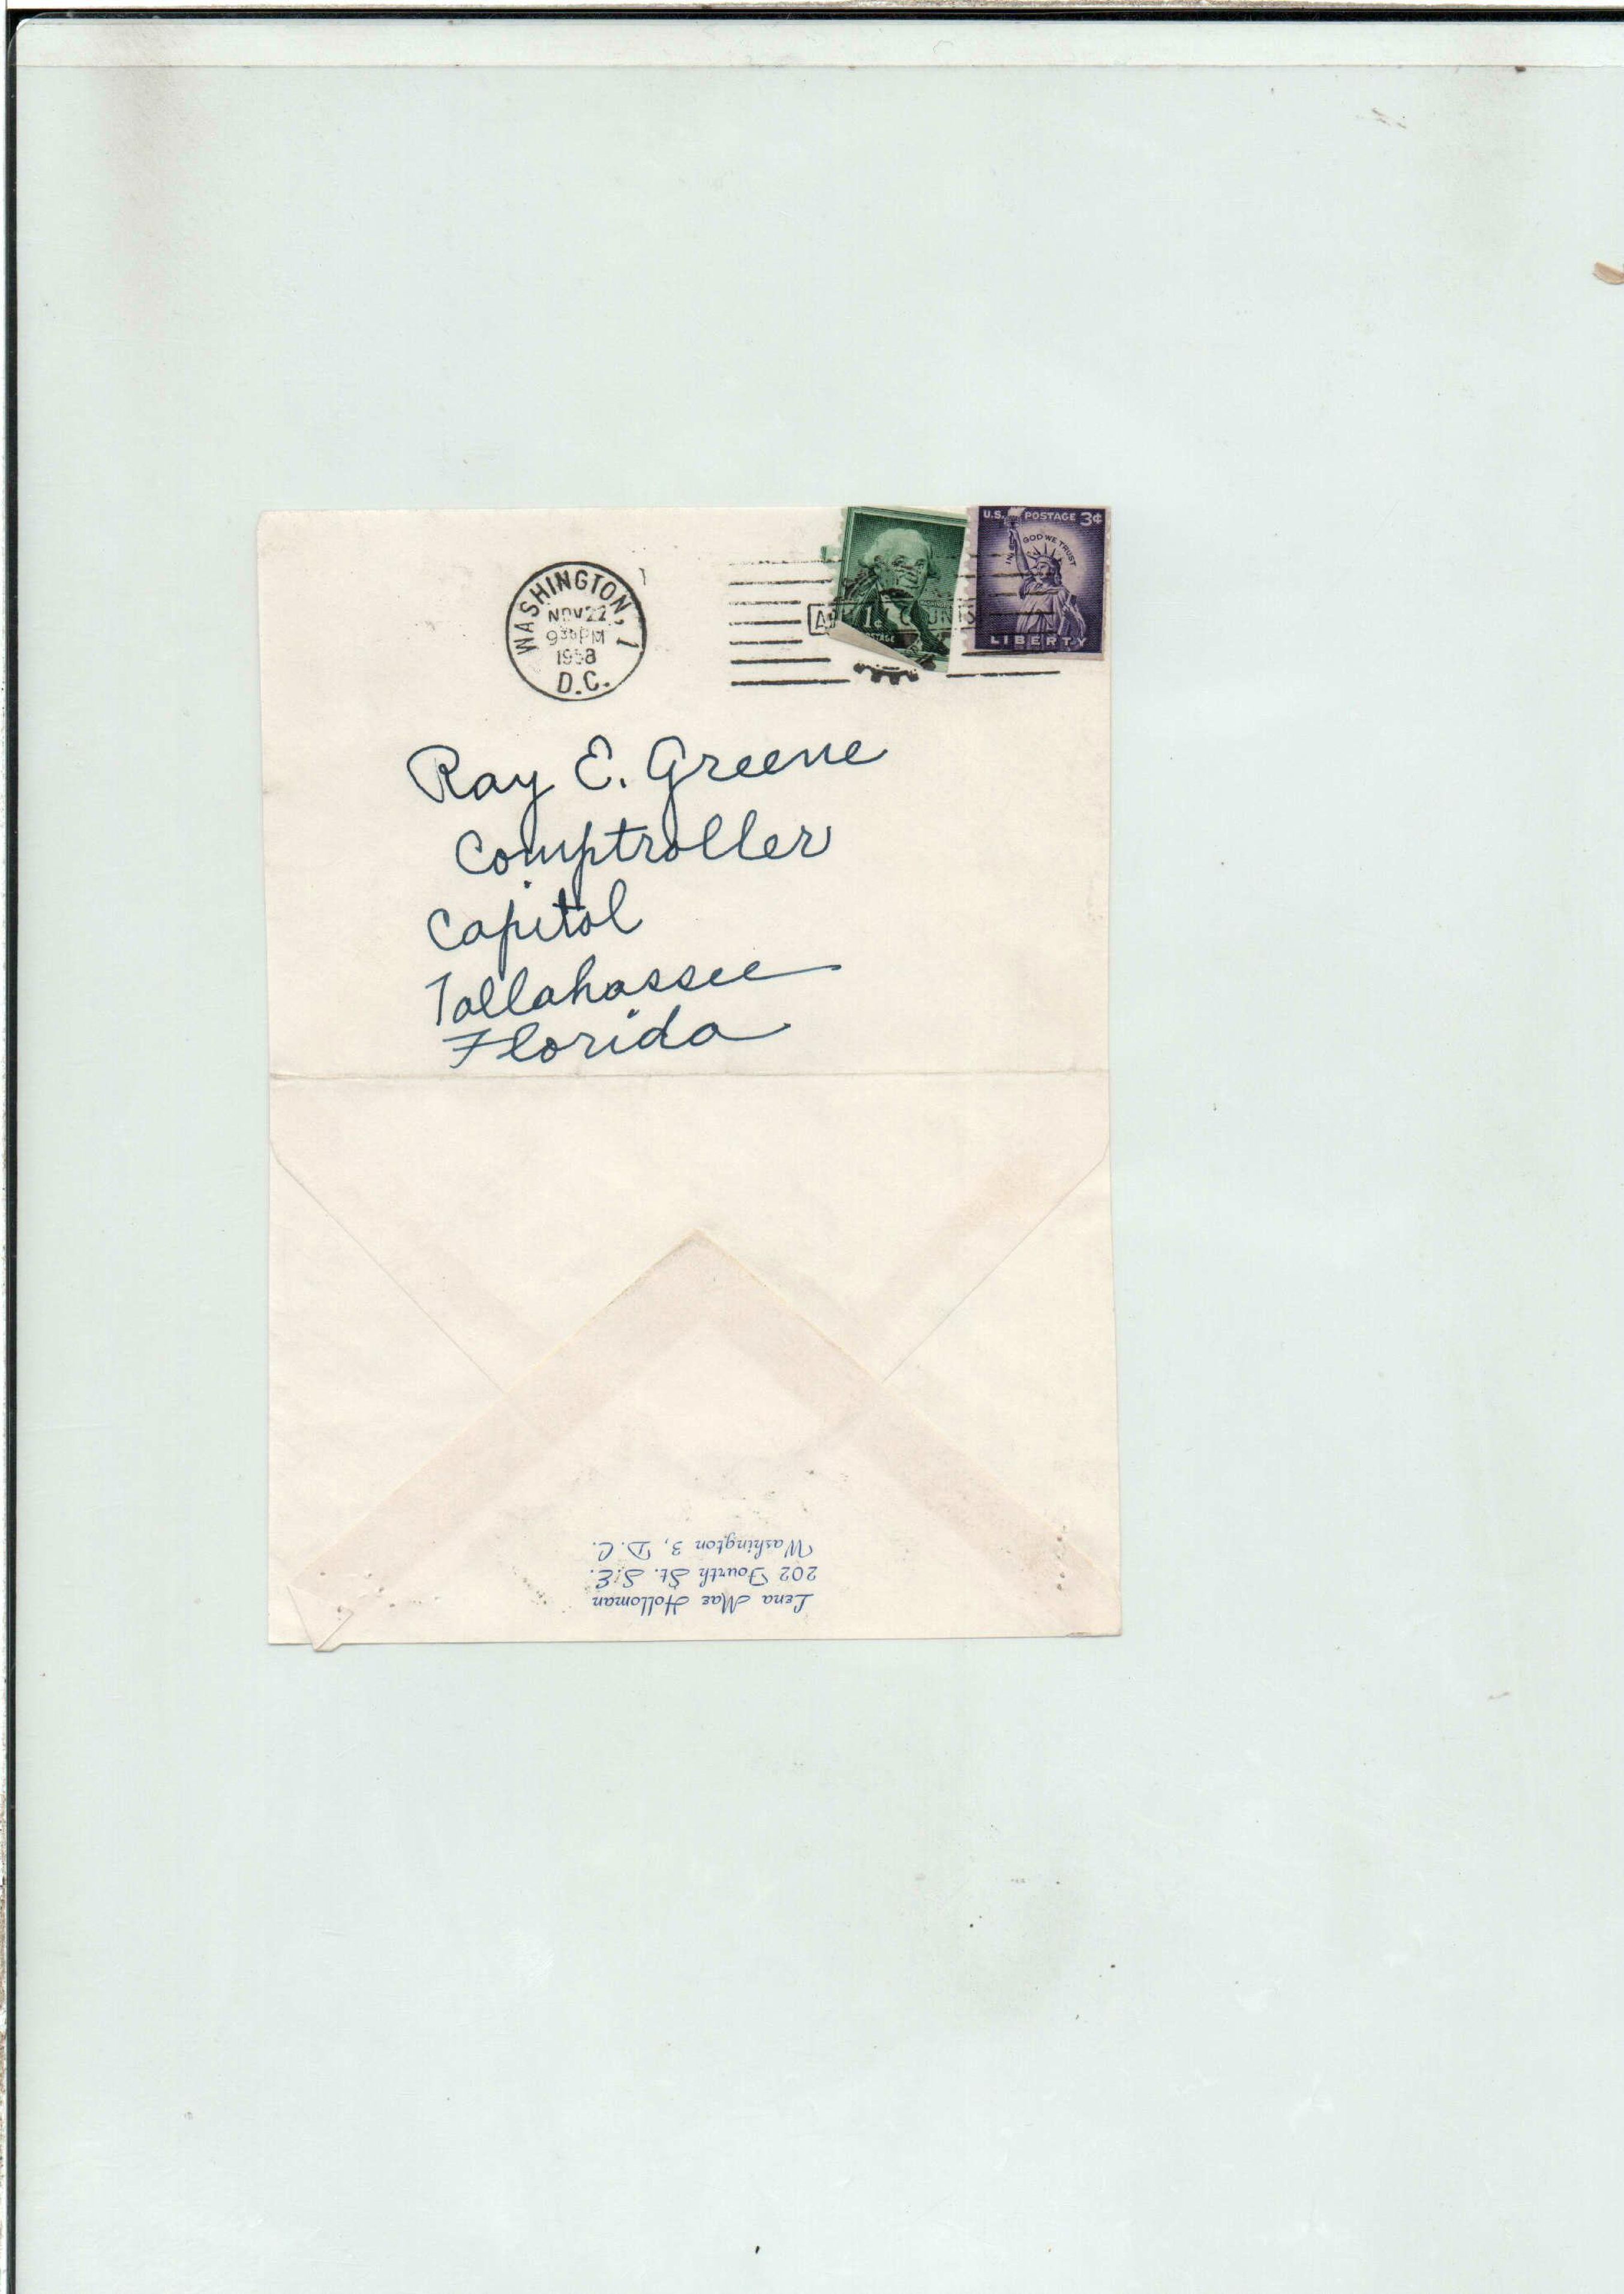 WASHINGTON, 1
NOV 22
9 30 PM
1958
D.C.
1¢
U.S. POSTAGE 3¢
IN GOD WE TRUST
LIBERTY
Ray E. Greene
Comptroller
Capitol
Tallahassee
Florida
Lena Mae Holloman
202 Fourth St. S.E.
Washington 3, D.C.